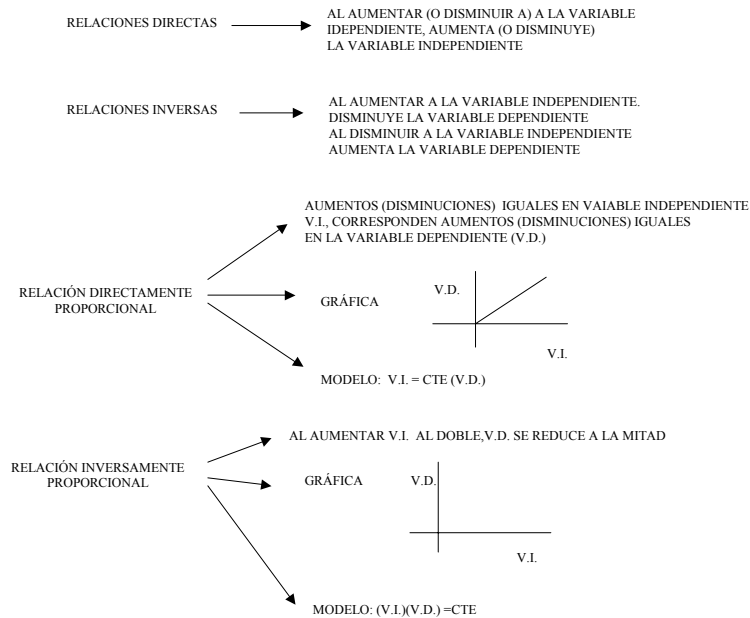 RELACIONES DIRECTAS
AL AUMENTAR (O DISMINUIR A) A LA VARIABLE
IDEPENDIENTE, AUMENTA (O DISMINUYE)
LA VARIABLE INDEPENDIENTE
RELACIONES INVERSAS
AL AUMENTAR A LA VARIABLE INDEPENDIENTE.
DISMINUYE LA VARIABLE DEPENDIENTE
AL DISMINUIR A LA VARIABLE INDEPENDIENTE
AUMENTA LA VARIABLE DEPENDIENTE
RELACIÓN DIRECTAMENTE
PROPORCIONAL
AUMENTOS (DISMINUCIONES) IGUALES EN VAIABLE INDEPENDIENTE
V.I., CORRESPONDEN AUMENTOS (DISMINUCIONES) IGUALES
EN LA VARIABLE DEPENDIENTE (V.D.)
GRÁFICA
V.D.
V.I.
MODELO: V.I. = CTE (V.D.)
RELACIÓN INVERSAMENTE
PROPORCIONAL
AL AUMENTAR V.I. AL DOBLE,V.D. SE REDUCE A LA MITAD
GRÁFICA
V.D.
V.I.
MODELO: (V.I.)(V.D.) =CTE